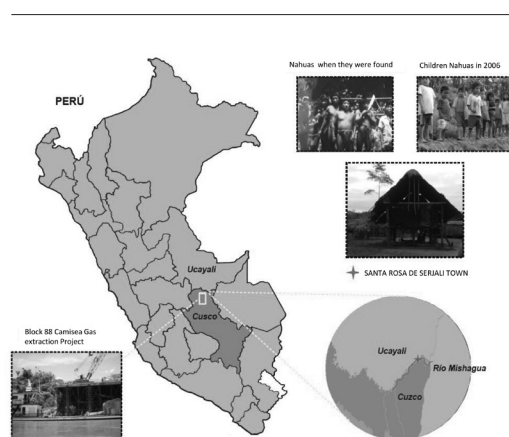 Nahuas when they were found
Children Nahuas in 2006
PERÚ
SANTA ROSA DE SERJALI TOWN
Ucayali
Cusco
Block 88 Camisea Gas
extraction Project
Ucayali
Rio Mishagua
Cuzco